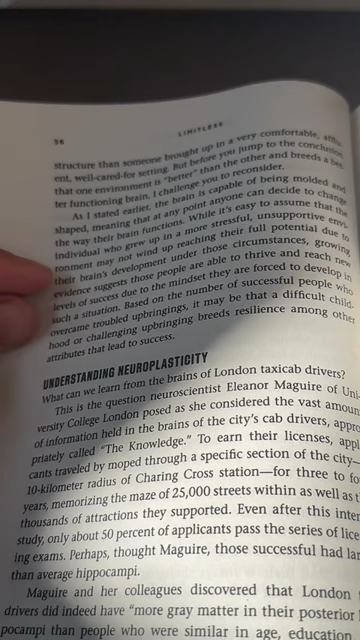 36
LIMITLESS
structure than someone brought up in a very comfortable,
ent, well-cared-for setting. But before you jump to the conclusion
that one environment is "better" than the other and breeds a bet-
ter functioning brain, I challenge you to reconsider.
As I stated earlier, the brain is capable of being molded and
shaped, meaning that at any point anyone can decide to change
the way their brain functions. While it's easy to assume that the
individual who grew up in a more stressful, unsupportive envi-
ronment may not wind up reaching their full potential due to
their brain's development under those circumstances, growing
evidence suggests those people are able to thrive and reach new
levels of success due to the mindset they are forced to develop in
such a situation. Based on the number of successful people who
overcame troubled upbringings, it may be that a difficult child-
hood or challenging upbringing breeds resilience among other
attributes that lead to success.
UNDERSTANDING NEUROPLASTICITY
What can we learn from the brains of London taxicab drivers?
This is the question neuroscientist Eleanor Maguire of Uni-
versity College London posed as she considered the vast amoun
of information held in the brains of the city's cab drivers, appro
priately called "The Knowledge." To earn their licenses, appl
cants traveled by moped through a specific section of the city—
10-kilometer radius of Charing Cross station—for three to fo
years, memorizing the maze of 25,000 streets within as well as t
thousands of attractions they supported. Even after this inten
study, only about 50 percent of applicants pass the series of lice
ing exams. Perhaps, thought Maguire, those successful had lar
than average hippocampi.
Maguire and her colleagues discovered that London
drivers did indeed have "more gray matter in their posterior
pocampi than people who were similar in age, education